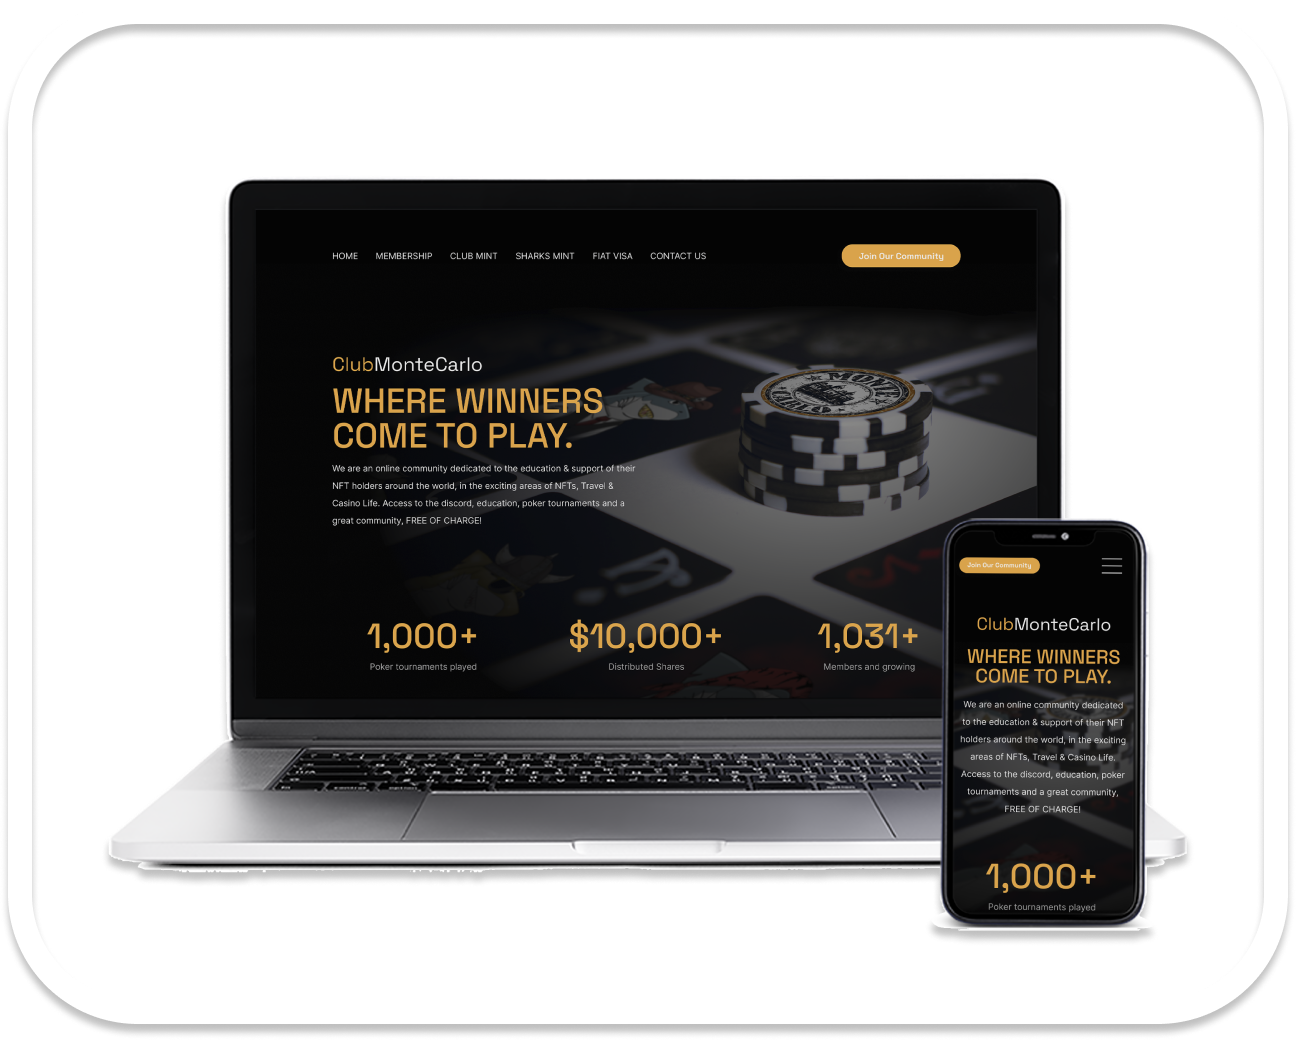 HOME MEMBERSHIP CLUB MINT SHARKS MINT FIAT VISA CONTACT US Join Our Community
ClubMonteCarlo
WHERE WINNERS
COME TO PLAY.
We are an online community dedicated to the education & support of their
NFT holders around the world, in the exciting areas of NFTs, Travel &
Casino Life. Access to the discord, education, poker tournaments and a
great community, FREE OF CHARGE!
MONTE
CARLO
1,000+ $10,000+ 1,031+
Poker tournaments played Distributed Shares Members and growing
Join Our Community
ClubMonteCarlo
WHERE WINNERS
COME TO PLAY.
We are an online community dedicated
to the education & support of their NFT
holders around the world, in the exciting
areas of NFTs, Travel & Casino Life.
Access to the discord, education, poker
tournaments and a great community,
FREE OF CHARGE!
1,000+
Poker tournaments played